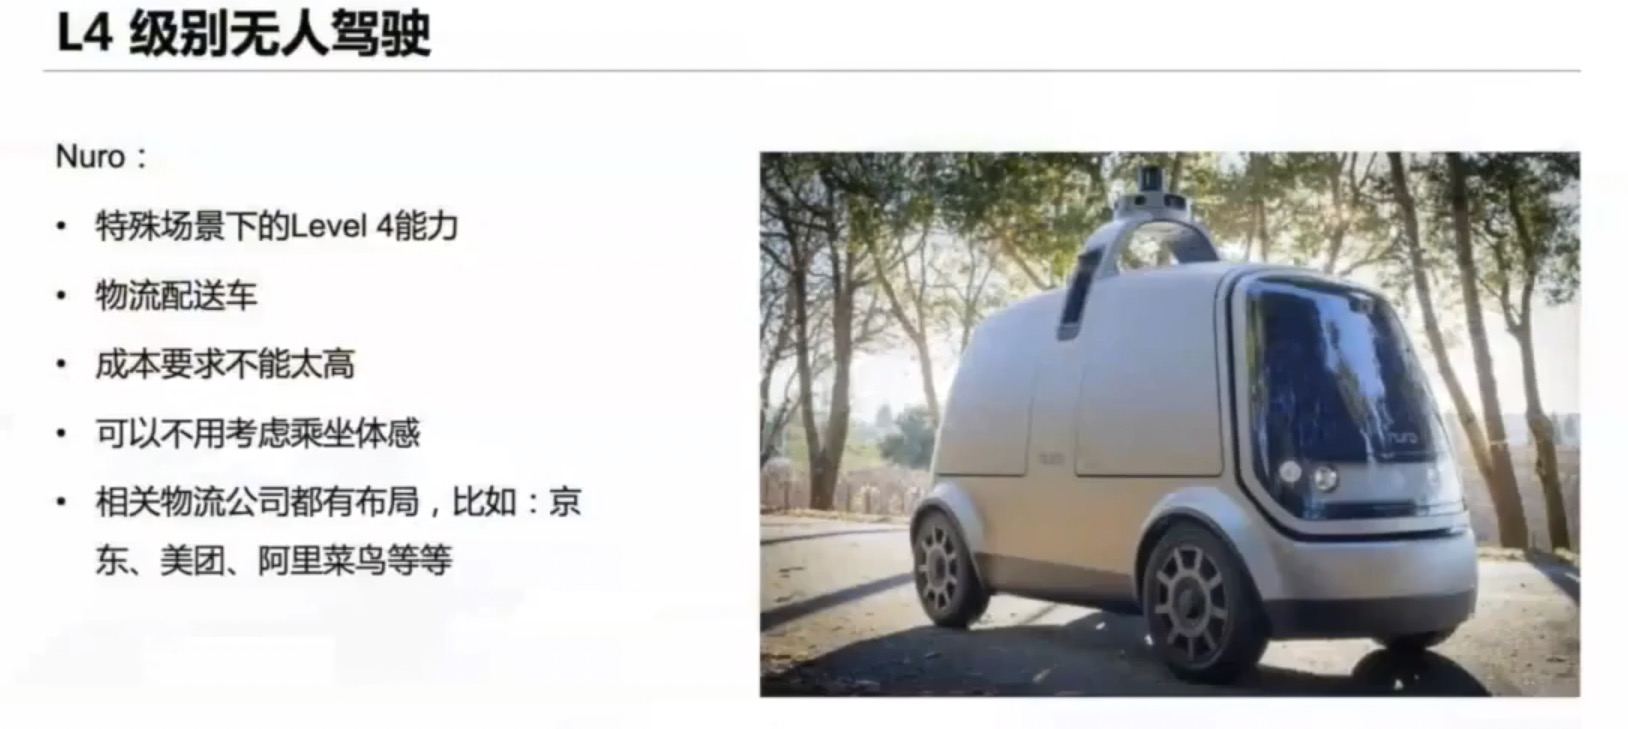 L4 级别无人驾驶
Nuro：
• 特殊场景下的Level 4能力
• 物流配送车
• 成本要求不能太高
• 可以不用考虑乘坐体感
• 相关物流公司都有布局，比如：京
东、美团、阿里菜鸟等等
nuro